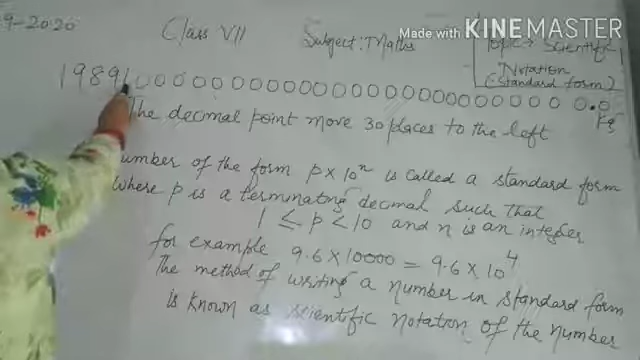 9-2020
Class VII
Subject: Maths
Topic → Scientific
Notation
(Standard form)
Made With KINEMASTER
1989100000000000000000000000000.0 Kg
The decimal point move 30 places to the left
umber of the form p×10ⁿ is called a standard form
where p is a terminating decimal such that
1 ≤ p < 10 and n is an integer
for example 9.6 × 10000 = 9.6 × 10⁴
The method of writing a number in standard form
is known as scientific notation of the number